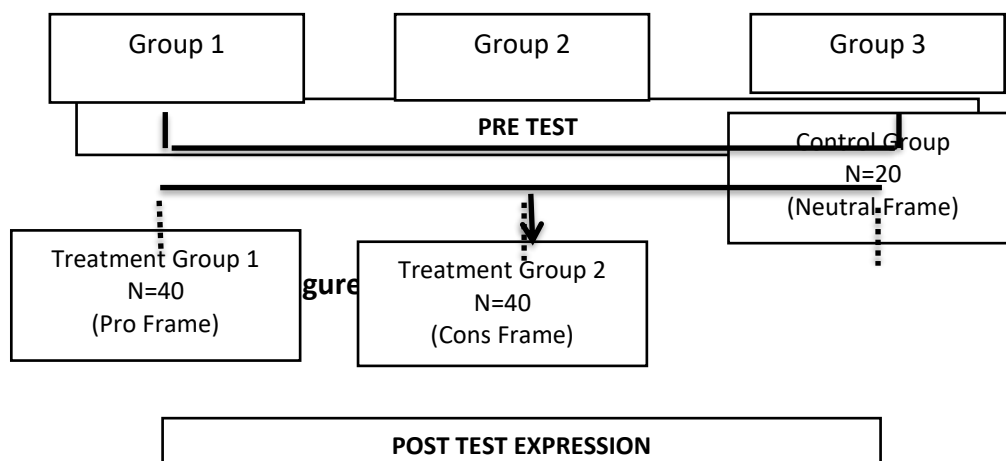 Group 1
Group 2
Group 3
PRE TEST
Control Group
N=20
(Neutral Frame)
Treatment Group 1
N=40
(Pro Frame)
gure
Treatment Group 2
N=40
(Cons Frame)
POST TEST EXPRESSION